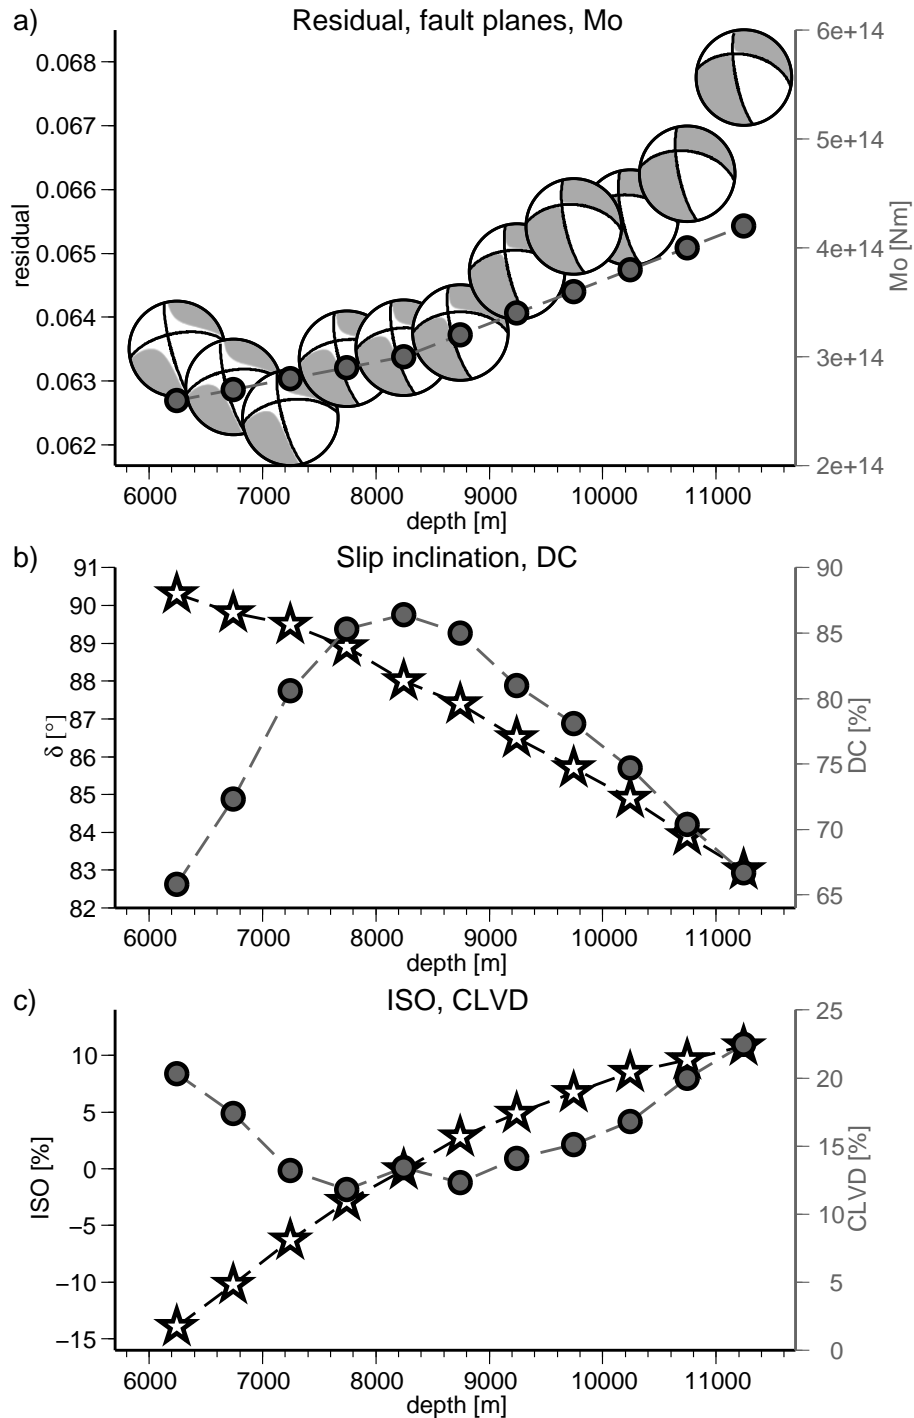 a) Residual, fault planes, Mo
residual
0.068
0.067
0.066
0.065
0.064
0.063
0.062
6e+14
5e+14
4e+14
3e+14
2e+14
Mo [Nm]
6000 7000 8000 9000 10000 11000
depth [m]
b) Slip inclination, DC
δ [°]
91
90
89
88
87
86
85
84
83
82
90
85
80
75
70
65
DC [%]
6000 7000 8000 9000 10000 11000
depth [m]
c) ISO, CLVD
ISO [%]
10
5
0
−5
−10
−15
25
20
15
10
5
0
CLVD [%]
6000 7000 8000 9000 10000 11000
depth [m]